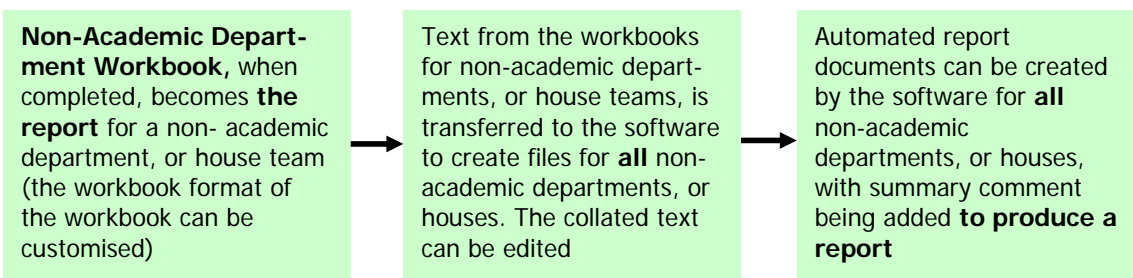 Non-Academic Depart-
ment Workbook, when
completed, becomes the
report for a non- academic
department, or house team
(the workbook format of
the workbook can be
customised)
Text from the workbooks
for non-academic depart-
ments, or house teams, is
transferred to the software
to create files for all non-
academic departments, or
houses. The collated text
can be edited
Automated report
documents can be created
by the software for all
non-academic
departments, or houses,
with summary comment
being added to produce a
report